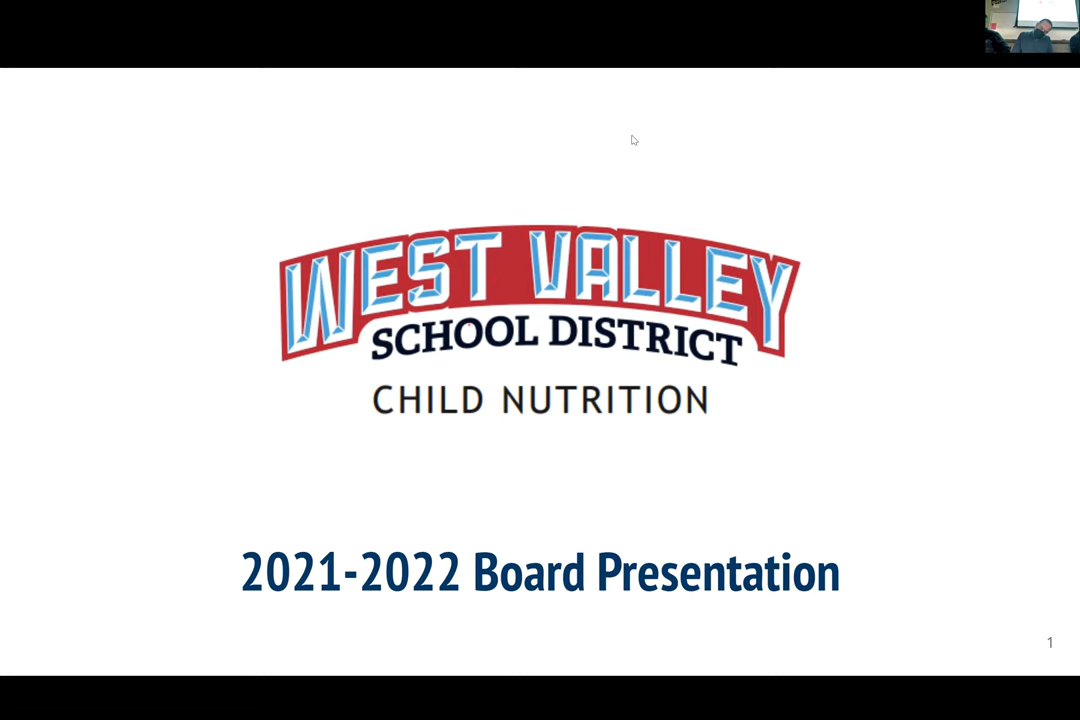 WEST VALLEY
SCHOOL DISTRICT
CHILD NUTRITION
2021-2022 Board Presentation
1